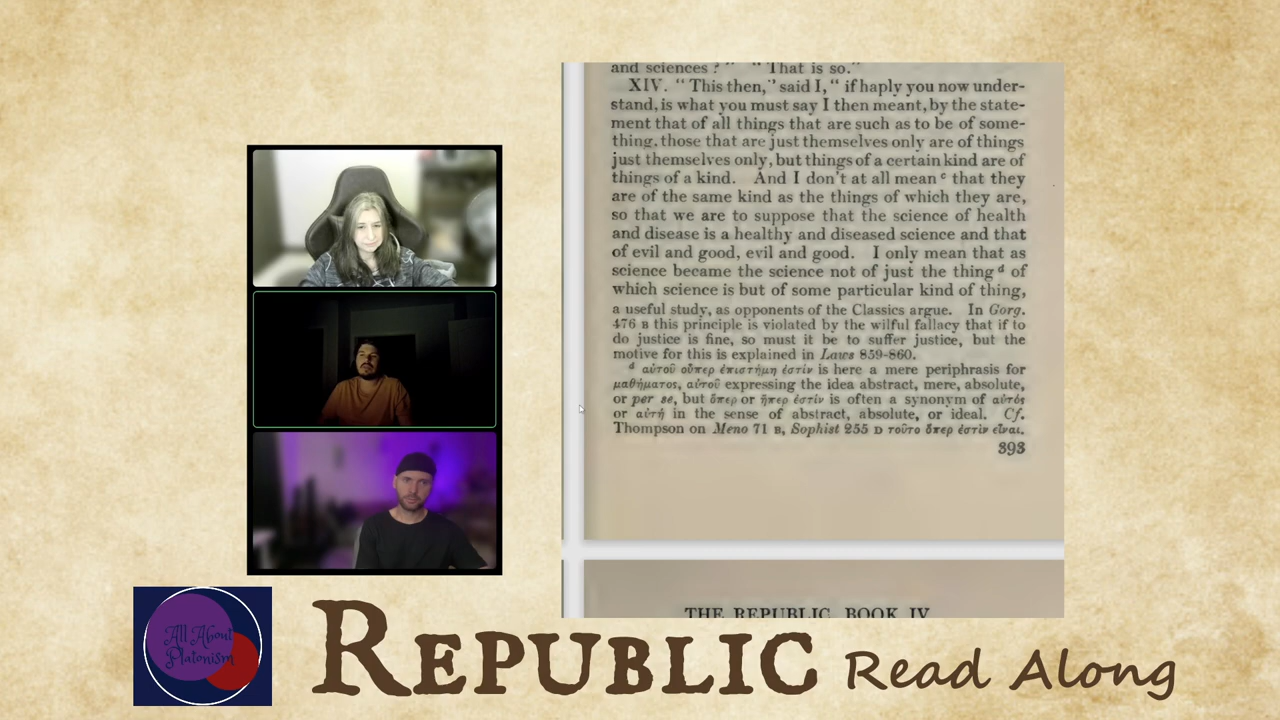 and sciences ? " " That is so."
XIV. " This then," said I, " if haply you now under-
stand, is what you must say I then meant, by the state-
ment that of all things that are such as to be of some-
thing, those that are just themselves only are of things
just themselves only, but things of a certain kind are of
things of a kind. And I don't at all mean ᶜ that they
are of the same kind as the things of which they are,
so that we are to suppose that the science of health
and disease is a healthy and diseased science and that
of evil and good, evil and good. I only mean that as
science became the science not of just the thing ᵈ of
which science is but of some particular kind of thing,
a useful study, as opponents of the Classics argue. In Gorg.
476 B this principle is violated by the wilful fallacy that if to
do justice is fine, so must it be to suffer justice, but the
motive for this is explained in Laws 859-860.
ᵈ αὐτοῦ οὗπερ ἐπιστήμη ἐστίν is here a mere periphrasis for
μαθήματος, αὐτοῦ expressing the idea abstract, mere, absolute,
or per se, but ὅπερ or ἥπερ ἐστίν is often a synonym of αὐτός
or αὐτή in the sense of abstract, absolute, or ideal. Cf.
Thompson on Meno 71 B, Sophist 255 D τοῦτο ὅπερ ἐστὶν εἶναι.
393
THE REPUBLIC, BOOK IV
All About
Platonism
REPUBLIC Read Along